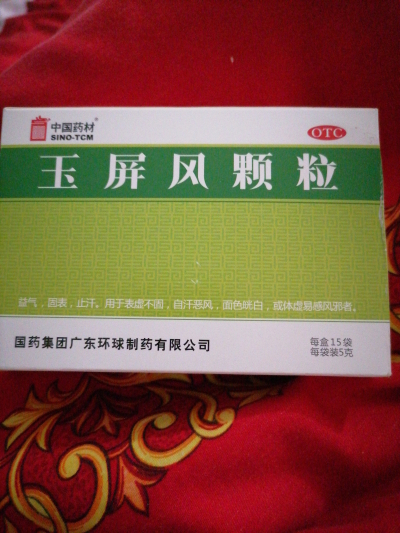 中国药材®
SINO-TCM
OTC
玉屏风颗粒
益气，固表，止汗。用于表虚不固，自汗恶风，面色㿠白，或体虚易感风邪者。
国药集团广东环球制药有限公司
每盒15袋
每袋装5克